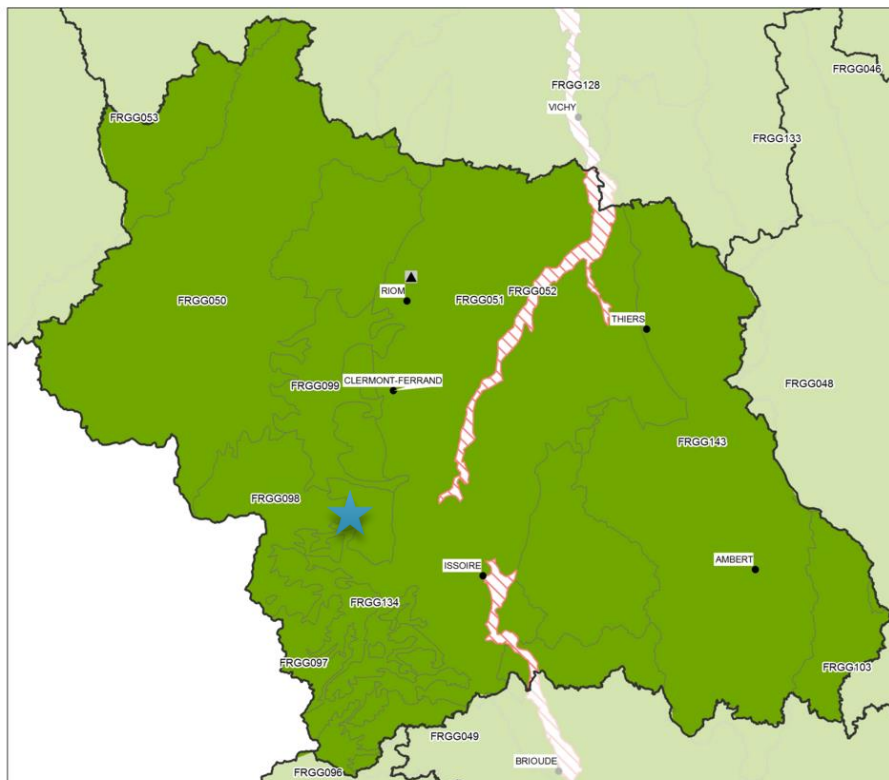 FRGG046
FRGG128
VICHY
FRGG053
FRGG133
RIOM
FRGG050
FRGG051
FRGG052
THIERS
CLERMONT-FERRAND
FRGG099
FRGG048
FRGG143
FRGG098
ISSOIRE
AMBERT
FRGG134
FRGG097
FRGG103
FRGG049
BRIOUDE
FRGG096